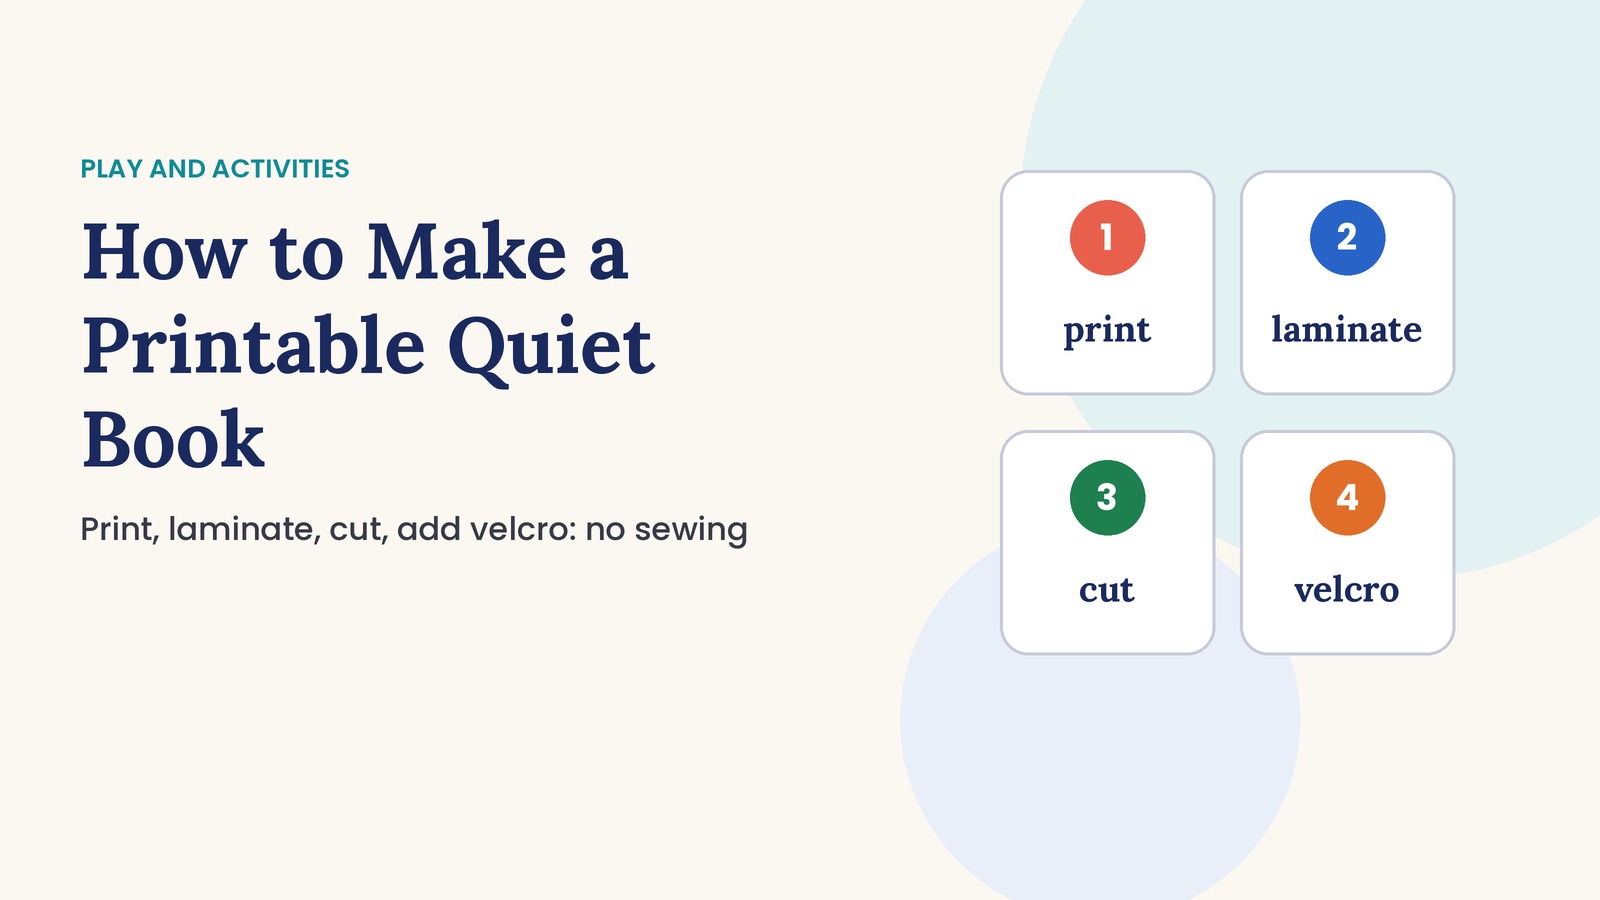 PLAY AND ACTIVITIES
How to Make a
Printable Quiet
Book
Print, laminate, cut, add velcro: no sewing
1
print
2
laminate
3
cut
4
velcro